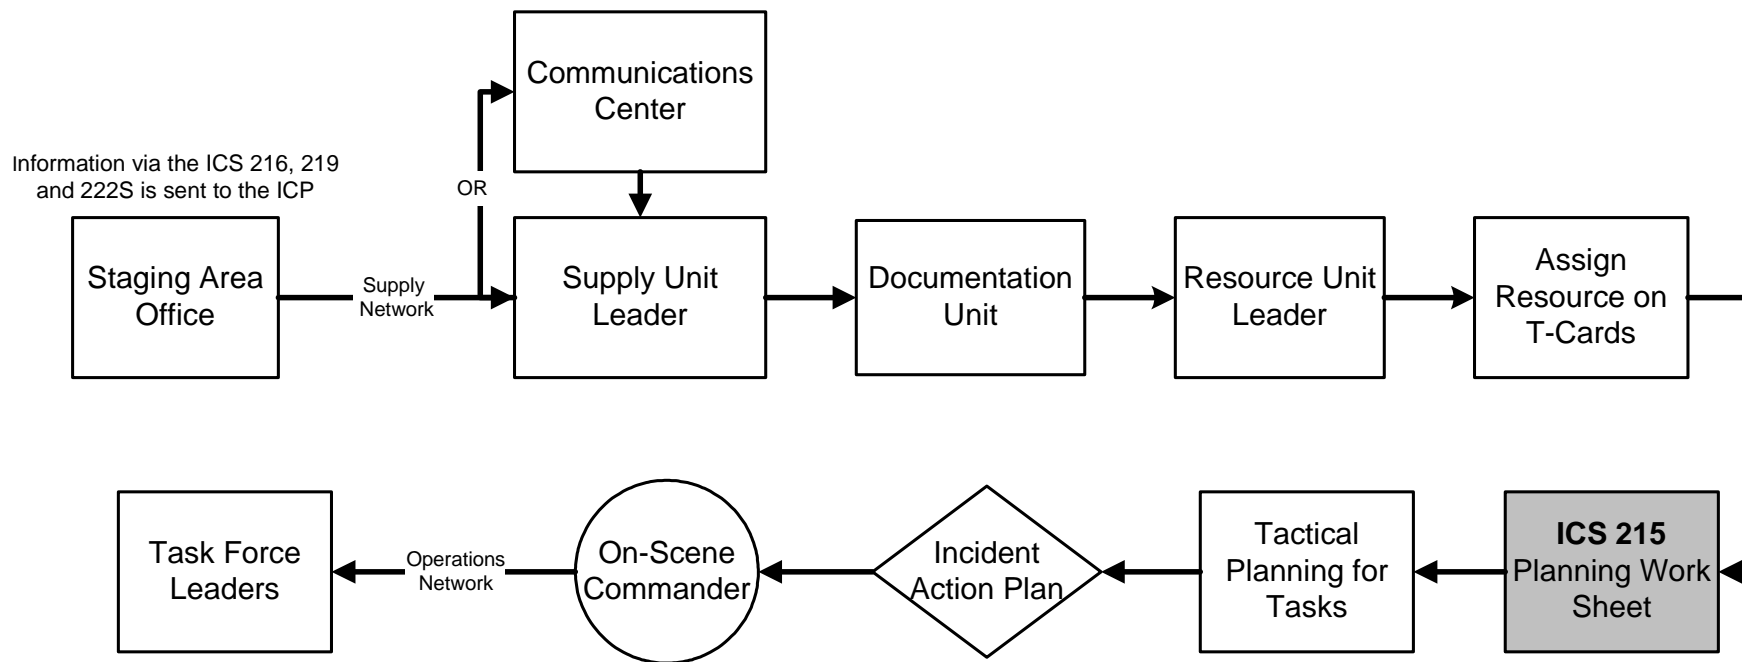 Communications
Center
Information via the ICS 216, 219
and 222S is sent to the ICP
OR
Staging Area
Office
Supply
Network
Supply Unit
Leader
Documentation
Unit
Resource Unit
Leader
Assign
Resource on
T-Cards
Task Force
Leaders
Operations
Network
On-Scene
Commander
Incident
Action Plan
Tactical
Planning for
Tasks
ICS 215
Planning Work
Sheet